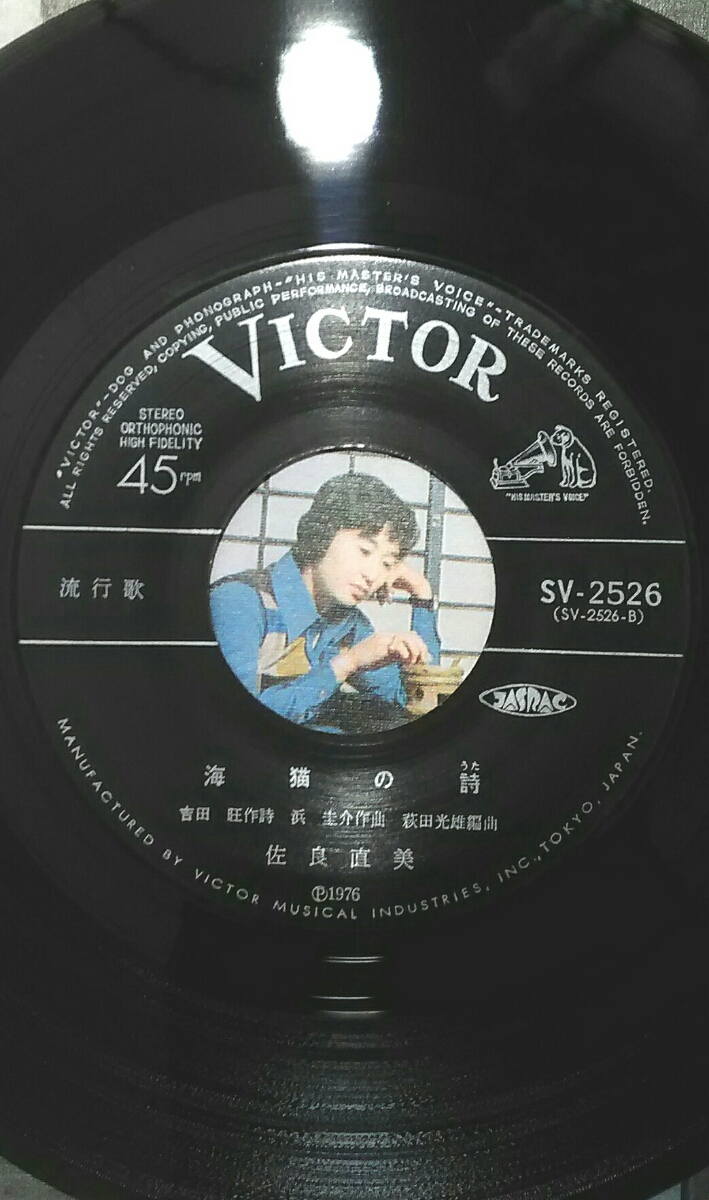 "VICTOR"-DOG AND PHONOGRAPH-"HIS MASTER'S VOICE"-TRADEMARKS REGISTERED.
ALL RIGHTS RESERVED, COPYING, PUBLIC PERFORMANCE, BROADCASTING OF THESE RECORDS ARE FORBIDDEN.
VICTOR
STEREO
ORTHOPHONIC
HIGH FIDELITY
45rpm
"HIS MASTER'S VOICE"
流行歌
SV-2526
(SV-2526-B)
JASRAC
うた
海猫の詩
吉田 旺作詩 浜 圭介作曲 萩田光雄編曲
佐良直美
Ⓟ1976
MANUFACTURED BY VICTOR MUSICAL INDUSTRIES, INC., TOKYO, JAPAN.